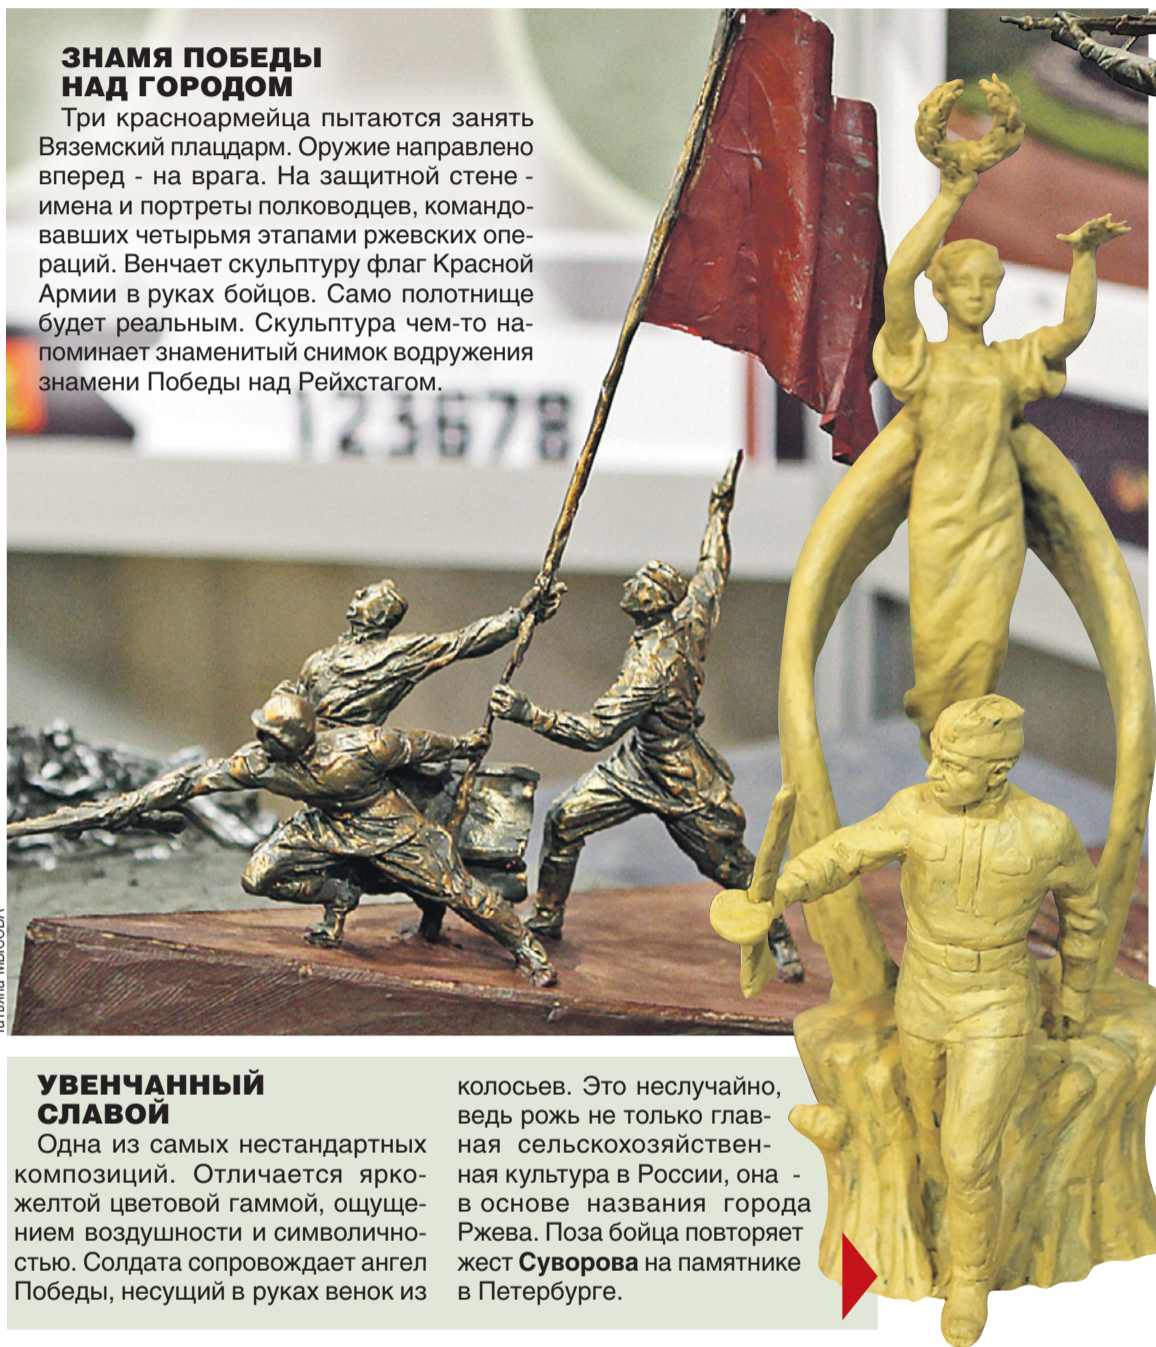 ЗНАМЯ ПОБЕДЫ
НАД ГОРОДОМ
Три красноармейца пытаются занять
Вяземский плацдарм. Оружие направлено
вперед - на врага. На защитной стене -
имена и портреты полководцев, командо-
вавших четырьмя этапами ржевских опе-
раций. Венчает скульптуру флаг Красной
Армии в руках бойцов. Само полотнище
будет реальным. Скульптура чем-то на-
поминает знаменитый снимок водружения
знамени Победы над Рейхстагом.
123678
УВЕНЧАННЫЙ
СЛАВОЙ
Одна из самых нестандартных
композиций. Отличается ярко-
желтой цветовой гаммой, ощуще-
нием воздушности и символично-
стью. Солдата сопровождает ангел
Победы, несущий в руках венок из
колосьев. Это неслучайно,
ведь рожь не только глав-
ная сельскохозяйствен-
ная культура в России, она -
в основе названия города
Ржева. Поза бойца повторяет
жест Суворова на памятнике
в Петербурге.